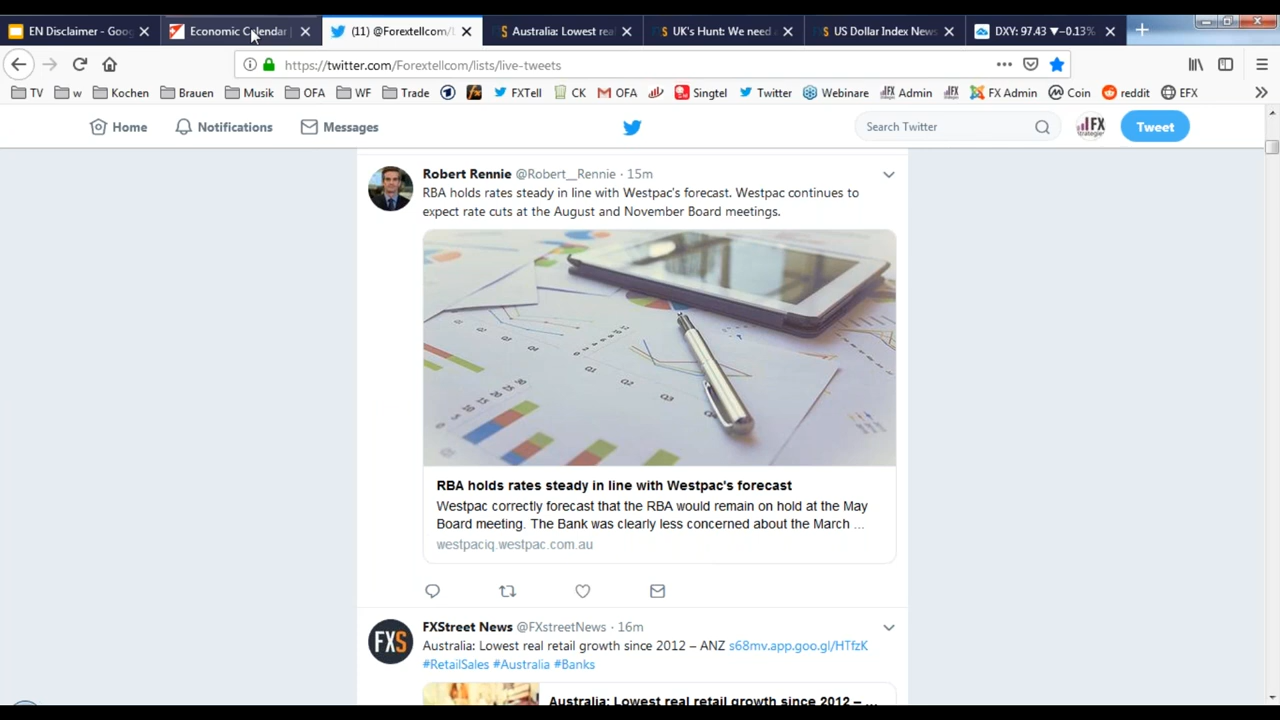 EN Disclaimer - Goog
Economic Calendar |
(11) @Forextellcom/L
Australia: Lowest rea
UK's Hunt: We need
US Dollar Index News
DXY: 97.43 ▼−0.13%
https://twitter.com/Forextellcom/lists/live-tweets
TV
w
Kochen
Brauen
Musik
OFA
WF
Trade
FXTell
CK
OFA
Singtel
Twitter
Webinare
Admin
FX Admin
Coin
reddit
EFX
Home
Notifications
Messages
Search Twitter
Tweet
Robert Rennie @Robert__Rennie · 15m
RBA holds rates steady in line with Westpac's forecast. Westpac continues to
expect rate cuts at the August and November Board meetings.
RBA holds rates steady in line with Westpac's forecast
Westpac correctly forecast that the RBA would remain on hold at the May
Board meeting. The Bank was clearly less concerned about the March ...
westpaciq.westpac.com.au
FXS
FXStreet News @FXstreetNews · 16m
Australia: Lowest real retail growth since 2012 – ANZ s68mv.app.goo.gl/HTfzK
#RetailSales #Australia #Banks
Australia: Lowest real retail growth since 2012 – ...